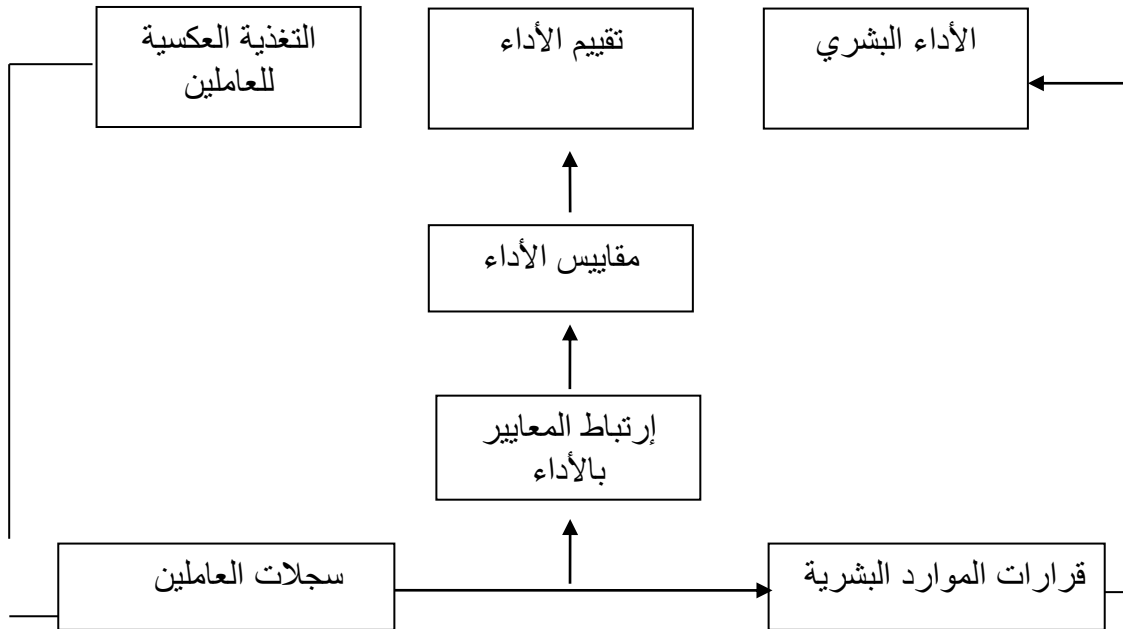 الأداء البشري
تقييم الأداء
التغذية العكسية
للعاملين
مقاييس الأداء
إرتباط المعايير
بالأداء
قرارات الموارد البشرية
سجلات العاملين